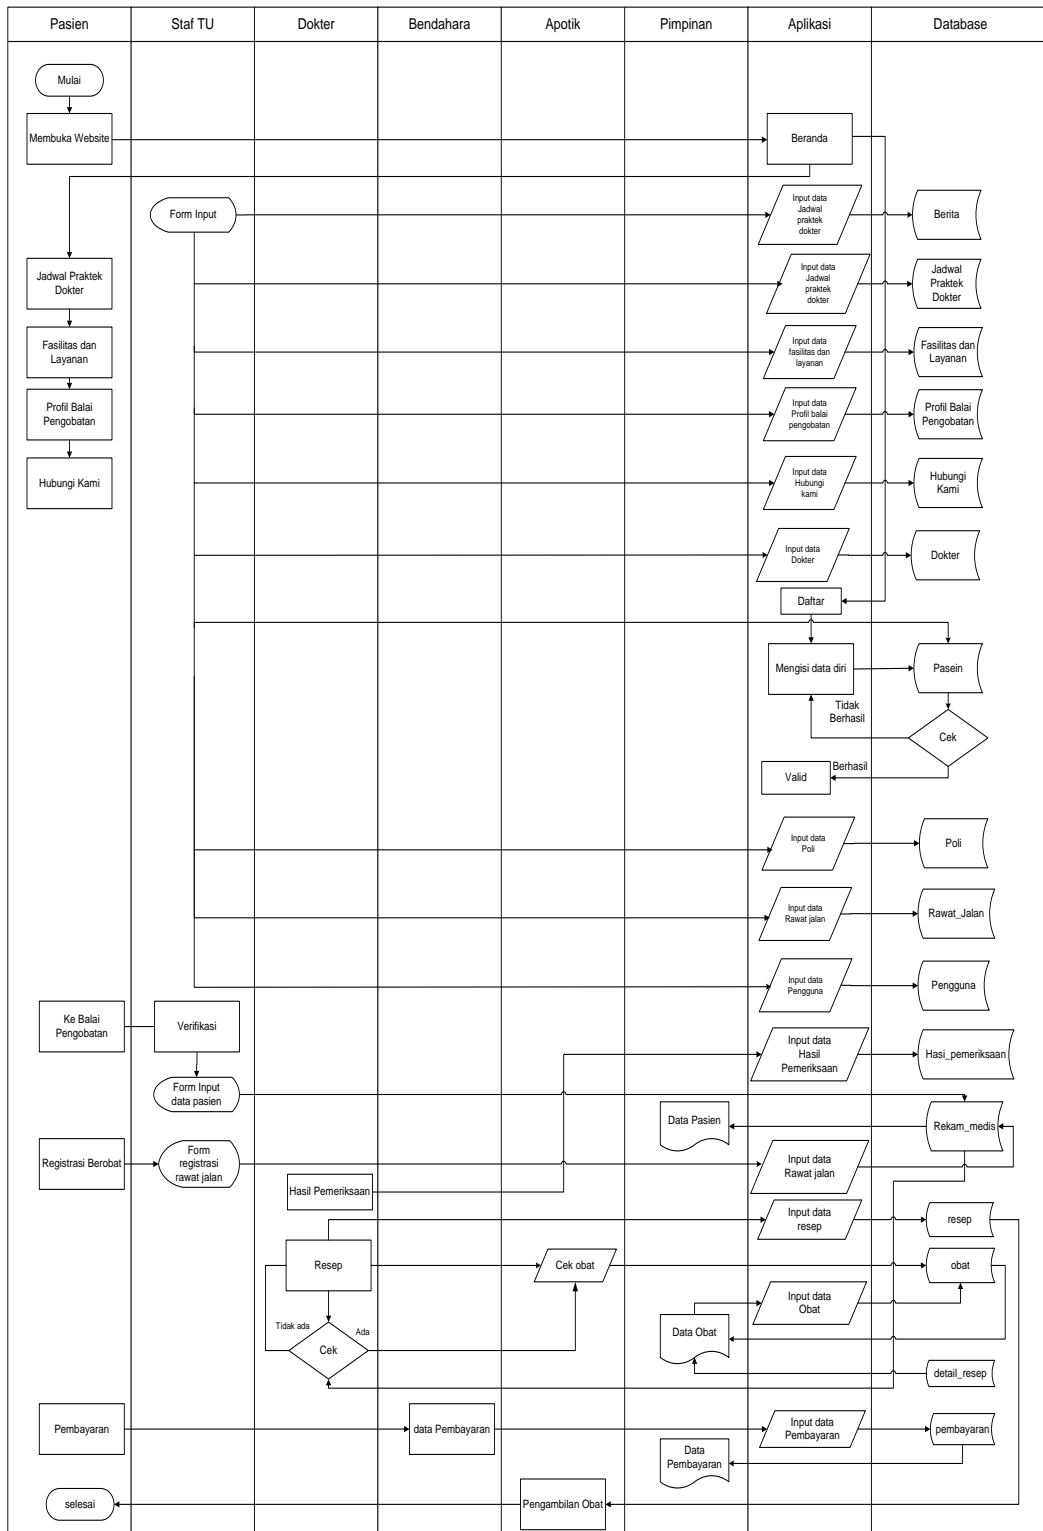 Pasien
Staf TU
Dokter
Bendahara
Apotik
Pimpinan
Aplikasi
Database
Mulai
Membuka Website
Beranda
Form Input
Input data
Jadwal
praktek
dokter
Berita
Jadwal Praktek
Dokter
Input data
Jadwal
praktek
dokter
Jadwal
Praktek
Dokter
Fasilitas dan
Layanan
Input data
fasilitas dan
layanan
Fasilitas dan
Layanan
Profil Balai
Pengobatan
Input data
Profil balai
pengobatan
Profil Balai
Pengobatan
Hubungi Kami
Input data
Hubungi
kami
Hubungi
Kami
Input data
Dokter
Dokter
Daftar
Mengisi data diri
Pasein
Tidak
Berhasil
Cek
Valid
Berhasil
Input data
Poli
Poli
Input data
Rawat jalan
Rawat_Jalan
Input data
Pengguna
Pengguna
Ke Balai
Pengobatan
Verifikasi
Input data
Hasil
Pemeriksaan
Hasi_pemeriksaan
Form Input
data pasien
Data Pasien
Rekam_medis
Registrasi Berobat
Form
registrasi
rawat jalan
Input data
Rawat jalan
Hasil Pemeriksaan
Input data
resep
resep
Resep
Cek obat
obat
Input data
Obat
Tidak ada
Ada
Cek
Data Obat
detail_resep
Pembayaran
data Pembayaran
Input data
Pembayaran
pembayaran
Data
Pembayaran
selesai
Pengambilan Obat